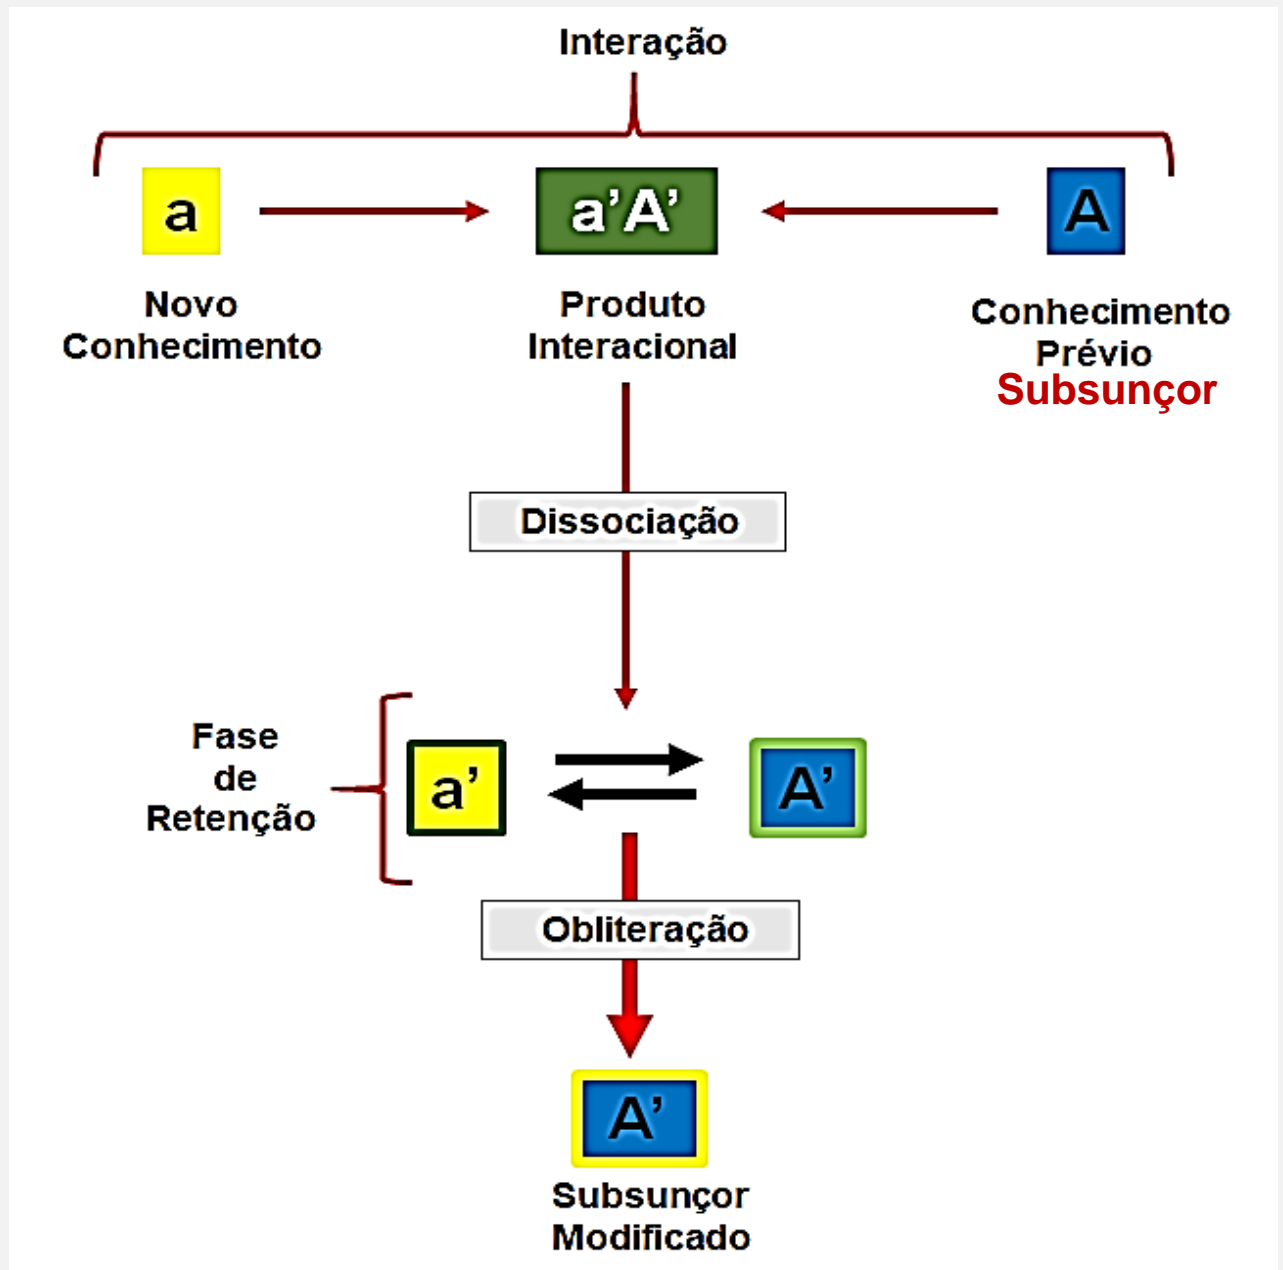 Interação
a
a’A’
A
Novo
Conhecimento
Produto
Interacional
Conhecimento
Prévio
Subsunçor
Dissociação
Fase
de
Retenção
a’
A’
Obliteração
A’
Subsunçor
Modificado